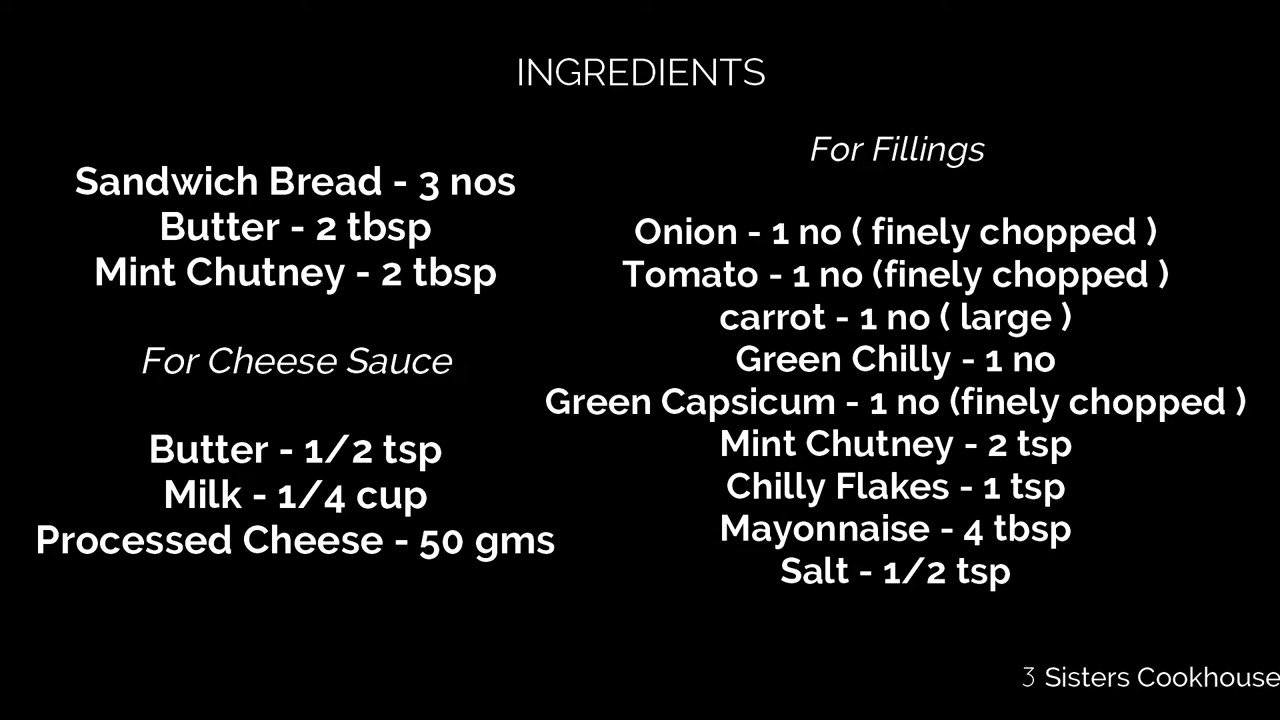 INGREDIENTS
Sandwich Bread - 3 nos
Butter - 2 tbsp
Mint Chutney - 2 tbsp
For Cheese Sauce
Butter - 1/2 tsp
Milk - 1/4 cup
Processed Cheese - 50 gms
For Fillings
Onion - 1 no ( finely chopped )
Tomato - 1 no (finely chopped )
carrot - 1 no ( large )
Green Chilly - 1 no
Green Capsicum - 1 no (finely chopped )
Mint Chutney - 2 tsp
Chilly Flakes - 1 tsp
Mayonnaise - 4 tbsp
Salt - 1/2 tsp
3 Sisters Cookhouse